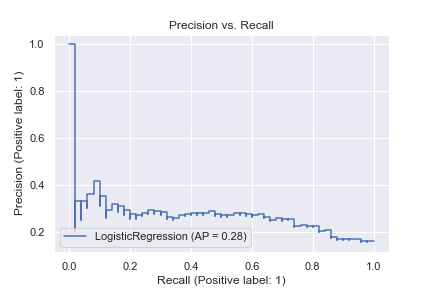 Precision vs. Recall
Precision (Positive label: 1)
1.0
0.8
0.6
0.4
0.2
LogisticRegression (AP = 0.28)
0.0 0.2 0.4 0.6 0.8 1.0
Recall (Positive label: 1)